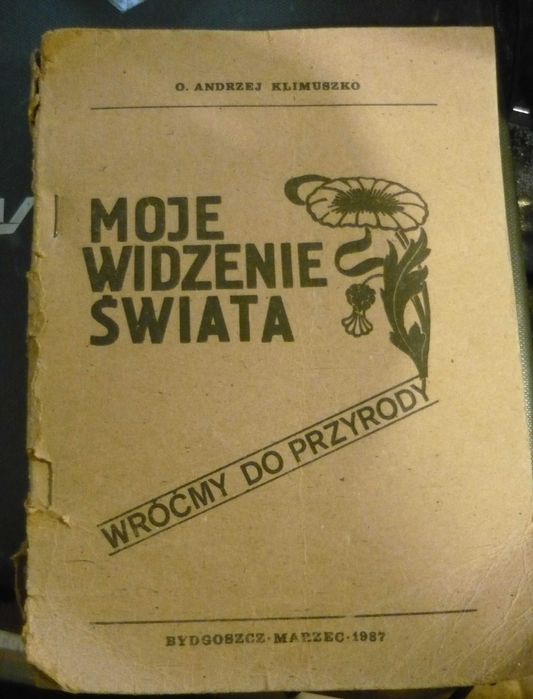 O. ANDRZEJ KLIMUSZKO
MOJE
WIDZENIE
ŚWIATA
WRÓĆMY DO PRZYRODY
BYDGOSZCZ·MARZEC·1987